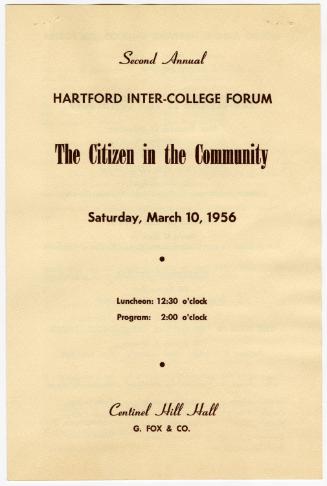 Second Annual
HARTFORD INTER-COLLEGE FORUM
The Citizen in the Community
Saturday, March 10, 1956
Luncheon: 12:30 o'clock
Program: 2:00 o'clock
Centinel Hill Hall
G. FOX & CO.